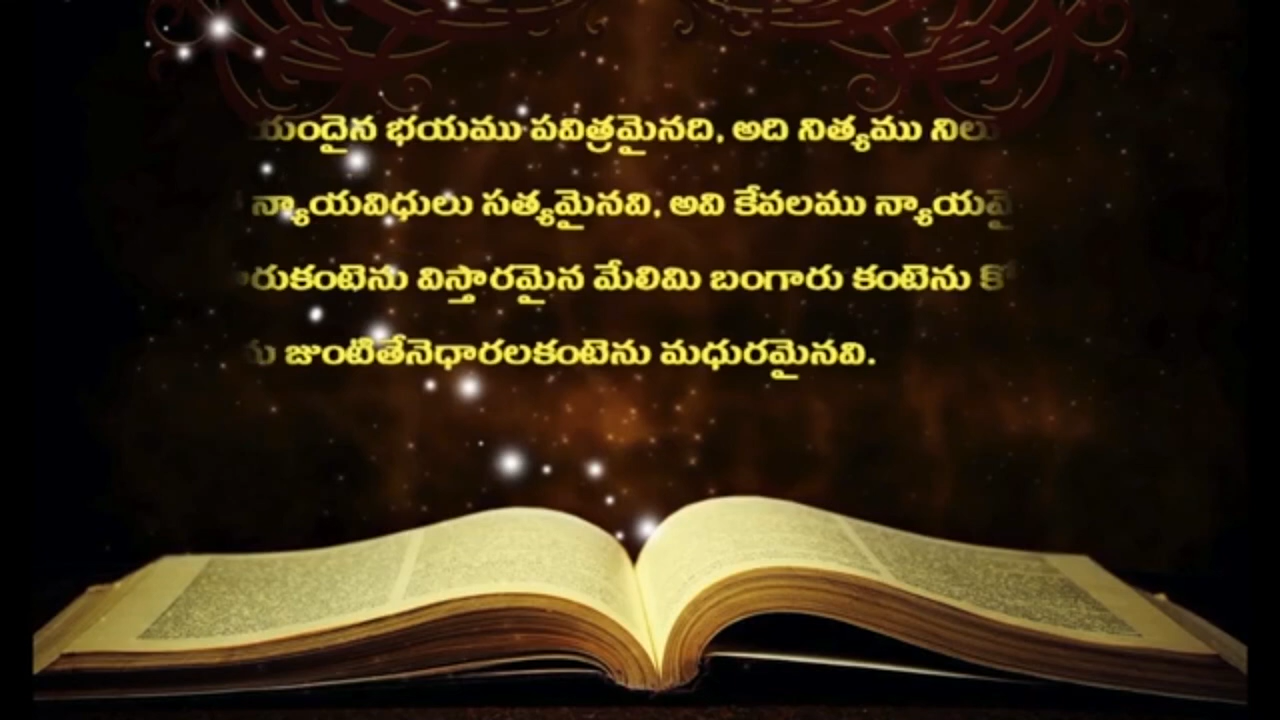 భయము పవిత్రమైనది, అది నిత్యము
న్యాయవిధులు సత్యమైనవి, అవి కేవలము
విస్తారమైన మేలిమి బంగారు కంటెను
జుంటితేనెధారలకంటెను మధురమైనవి.